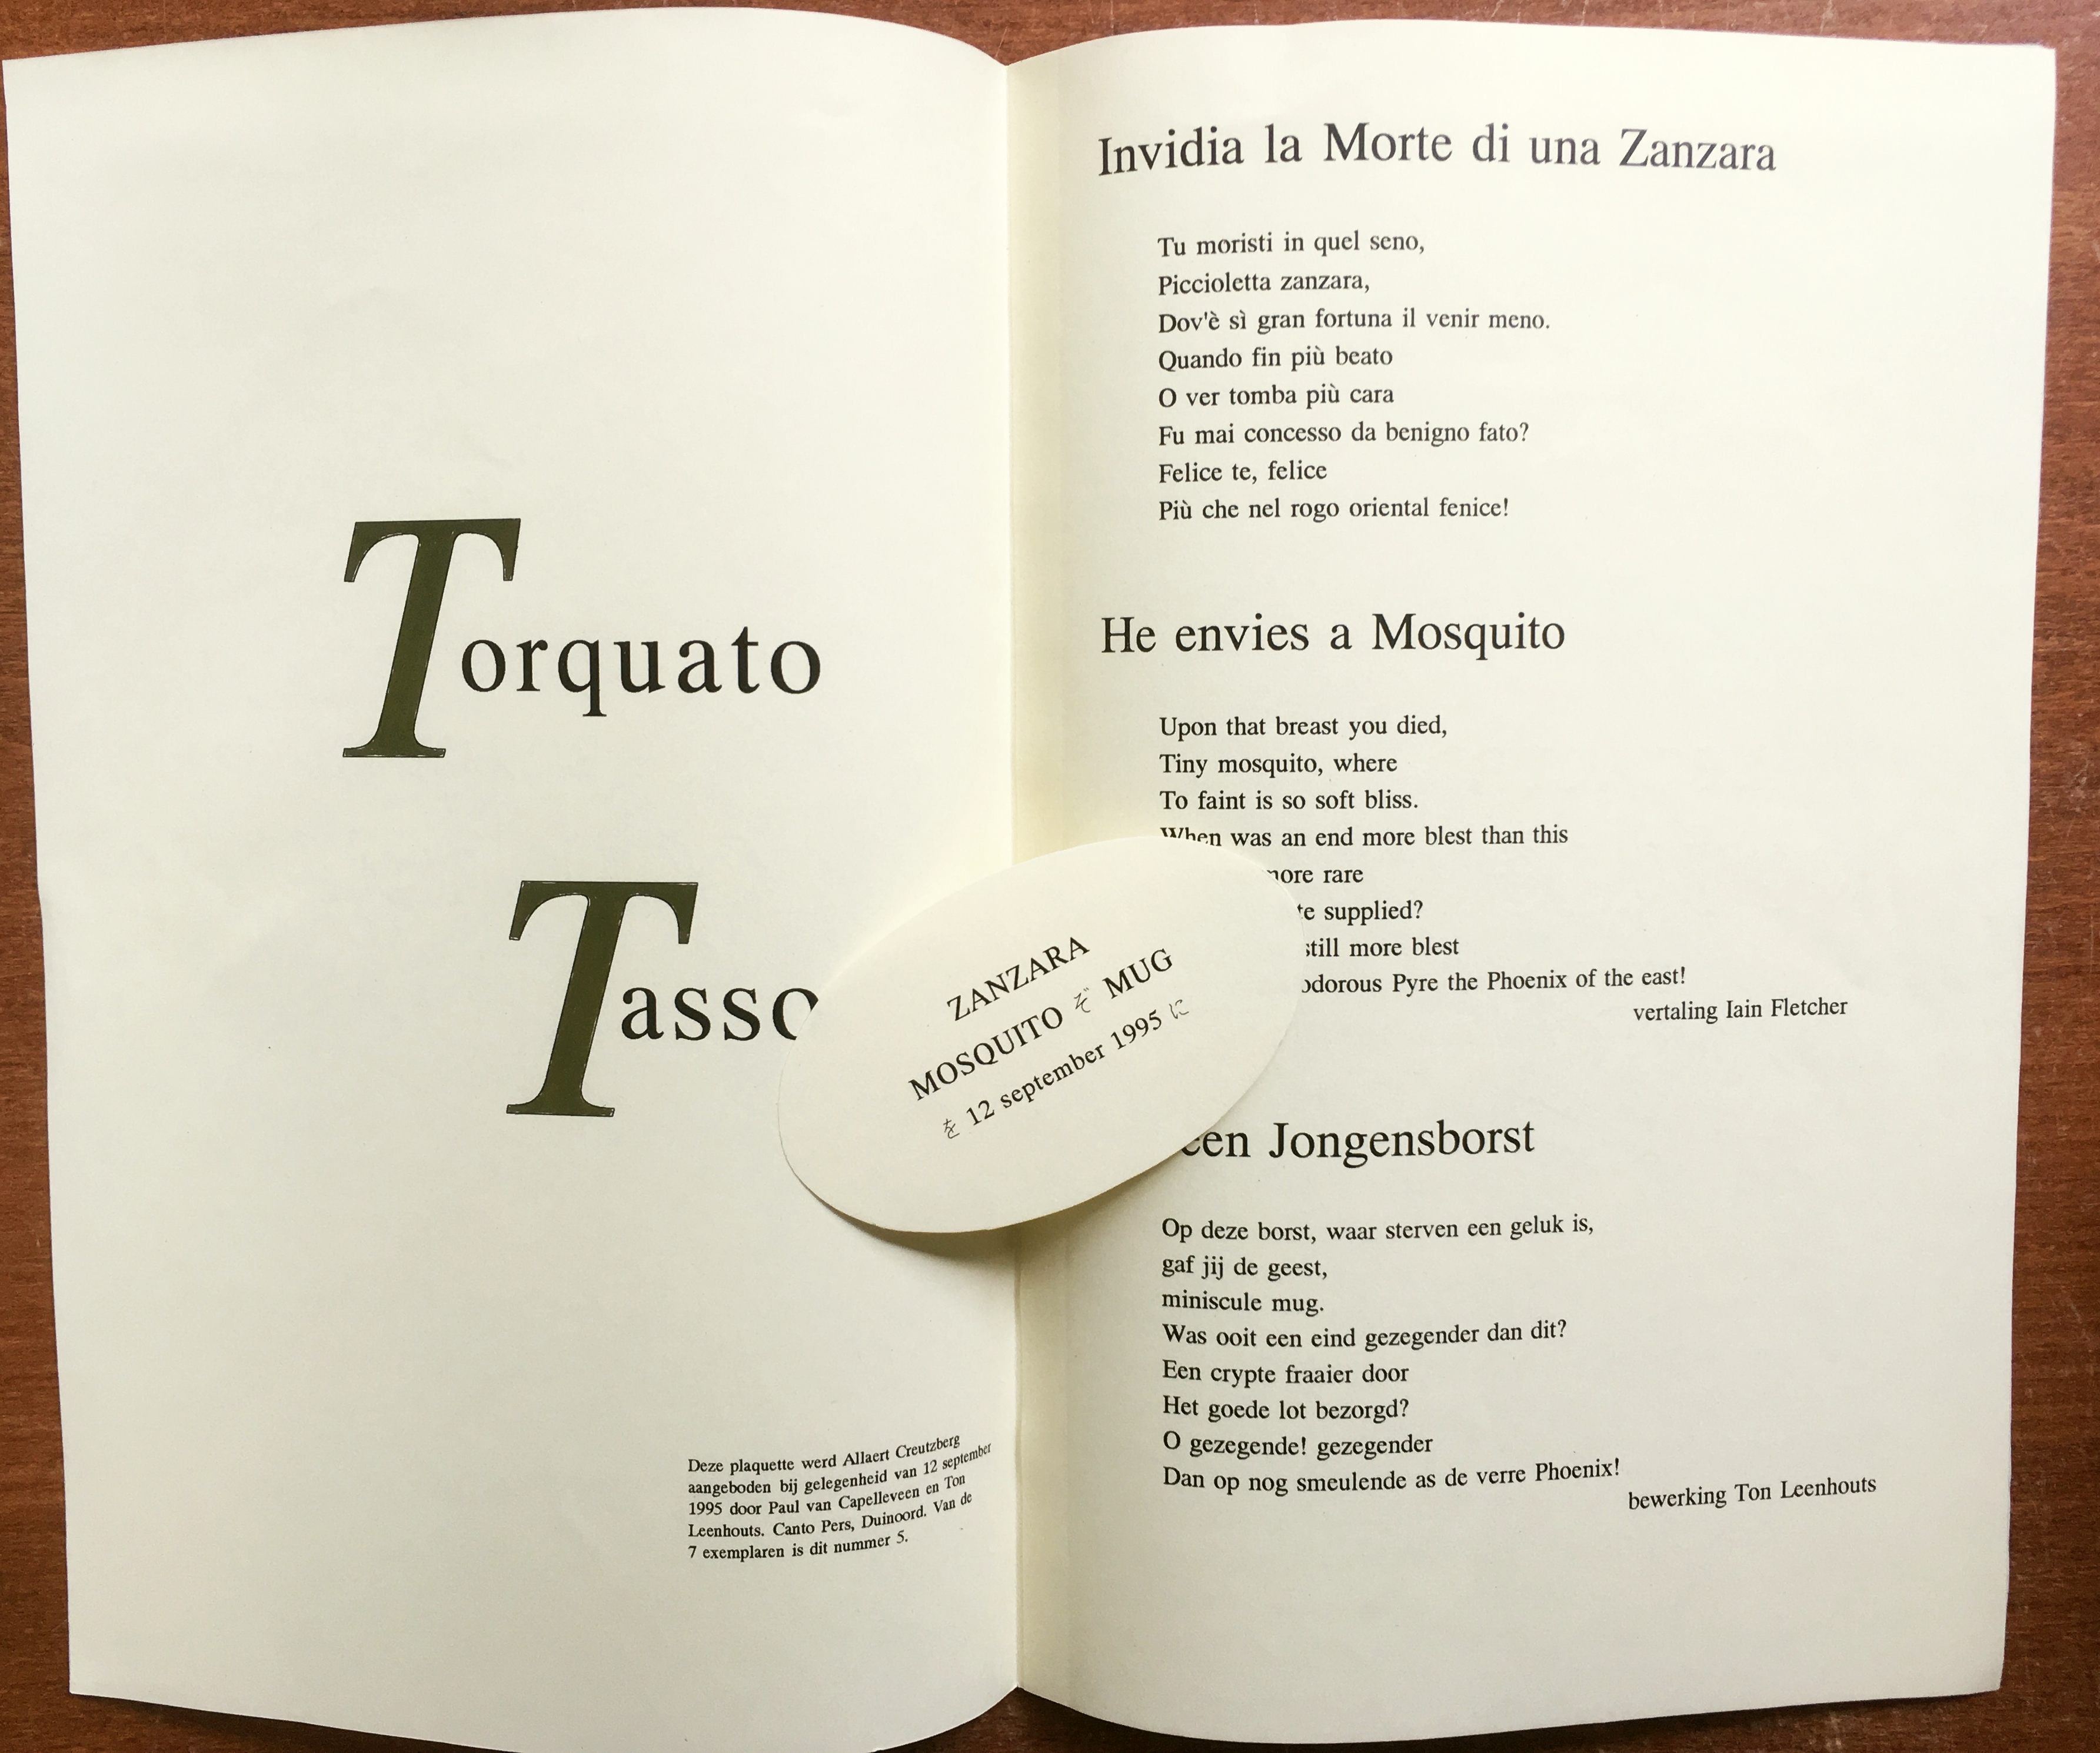 Torquato
Tasso
Deze plaquette werd Allaert Creutzberg
aangeboden bij gelegenheid van 12 september
1995 door Paul van Capelleveen en Ton
Leenhouts. Canto Pers, Duinoord. Van de
7 exemplaren is dit nummer 5.
ZANZARA
MOSQUITO ぞ MUG
を 12 september 1995 に
Invidia la Morte di una Zanzara
Tu moristi in quel seno,
Piccioletta zanzara,
Dov'è sì gran fortuna il venir meno.
Quando fin più beato
O ver tomba più cara
Fu mai concesso da benigno fato?
Felice te, felice
Più che nel rogo oriental fenice!
He envies a Mosquito
Upon that breast you died,
Tiny mosquito, where
To faint is so soft bliss.
When was an end more blest than this
more rare
supplied?
still more blest
odorous Pyre the Phoenix of the east!
vertaling Iain Fletcher
een Jongensborst
Op deze borst, waar sterven een geluk is,
gaf jij de geest,
miniscule mug.
Was ooit een eind gezegender dan dit?
Een crypte fraaier door
Het goede lot bezorgd?
O gezegende! gezegender
Dan op nog smeulende as de verre Phoenix!
bewerking Ton Leenhouts